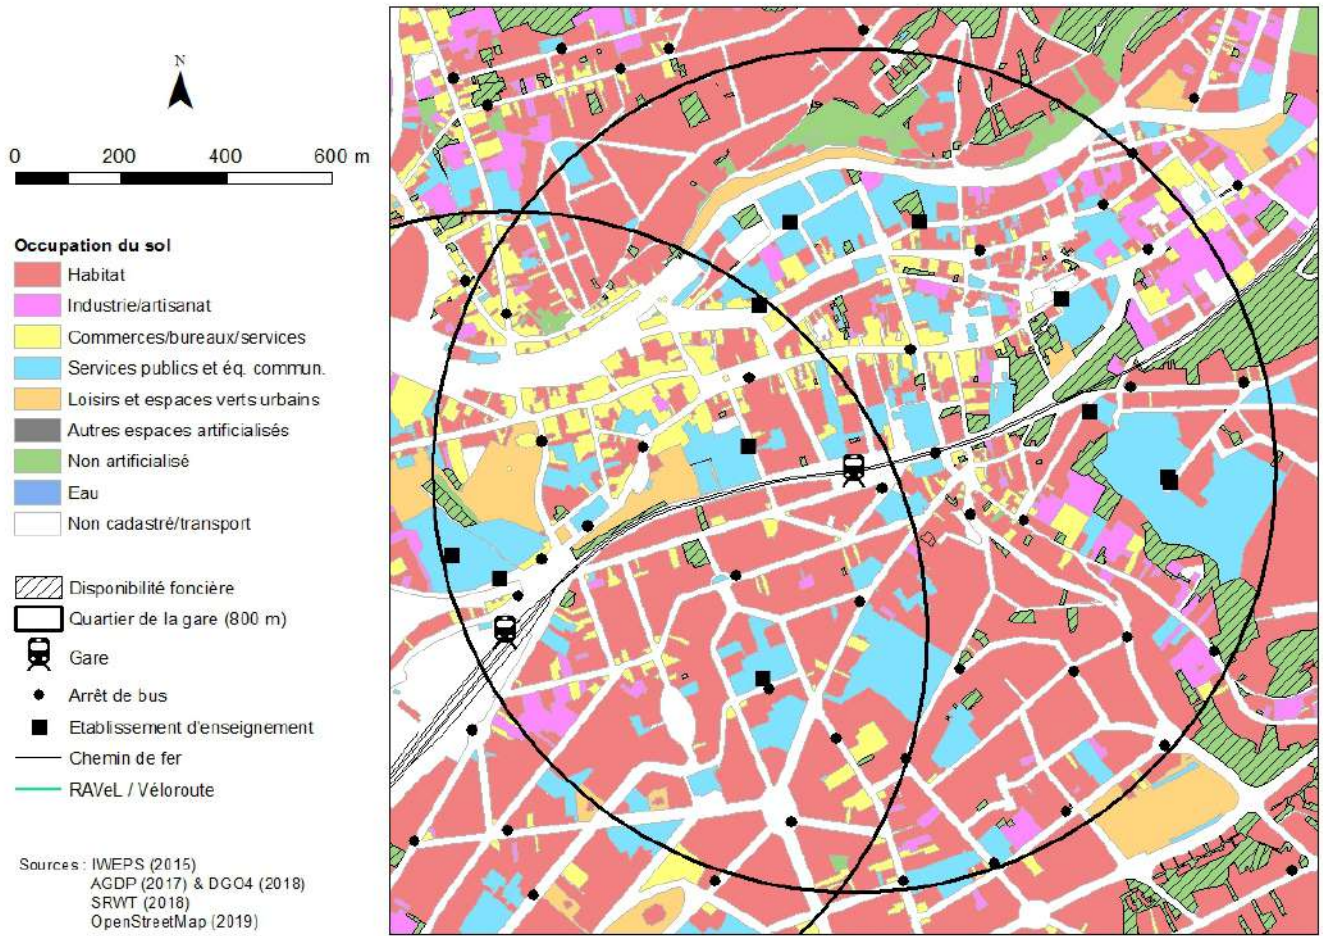 N
0 200 400 600 m
Occupation du sol
Habitat
Industrie/artisanat
Commerces/bureaux/services
Services publics et éq. commun.
Loisirs et espaces verts urbains
Autres espaces artificialisés
Non artificialisé
Eau
Non cadastré/transport
Disponibilité foncière
Quartier de la gare (800 m)
Gare
Arrêt de bus
Etablissement d'enseignement
Chemin de fer
RAVeL / Véloroute
Sources : IWEPS (2015)
AGDP (2017) & DGO4 (2018)
SRWT (2018)
OpenStreetMap (2019)